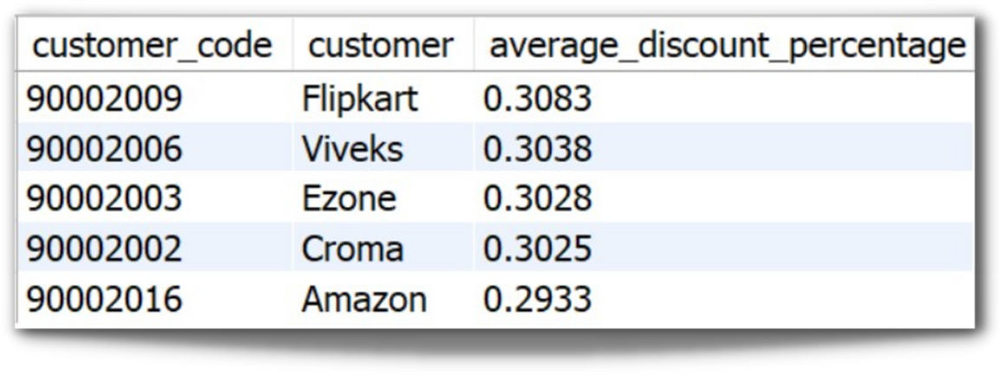 customer_code customer average_discount_percentage
90002009 Flipkart 0.3083
90002006 Viveks 0.3038
90002003 Ezone 0.3028
90002002 Croma 0.3025
90002016 Amazon 0.2933